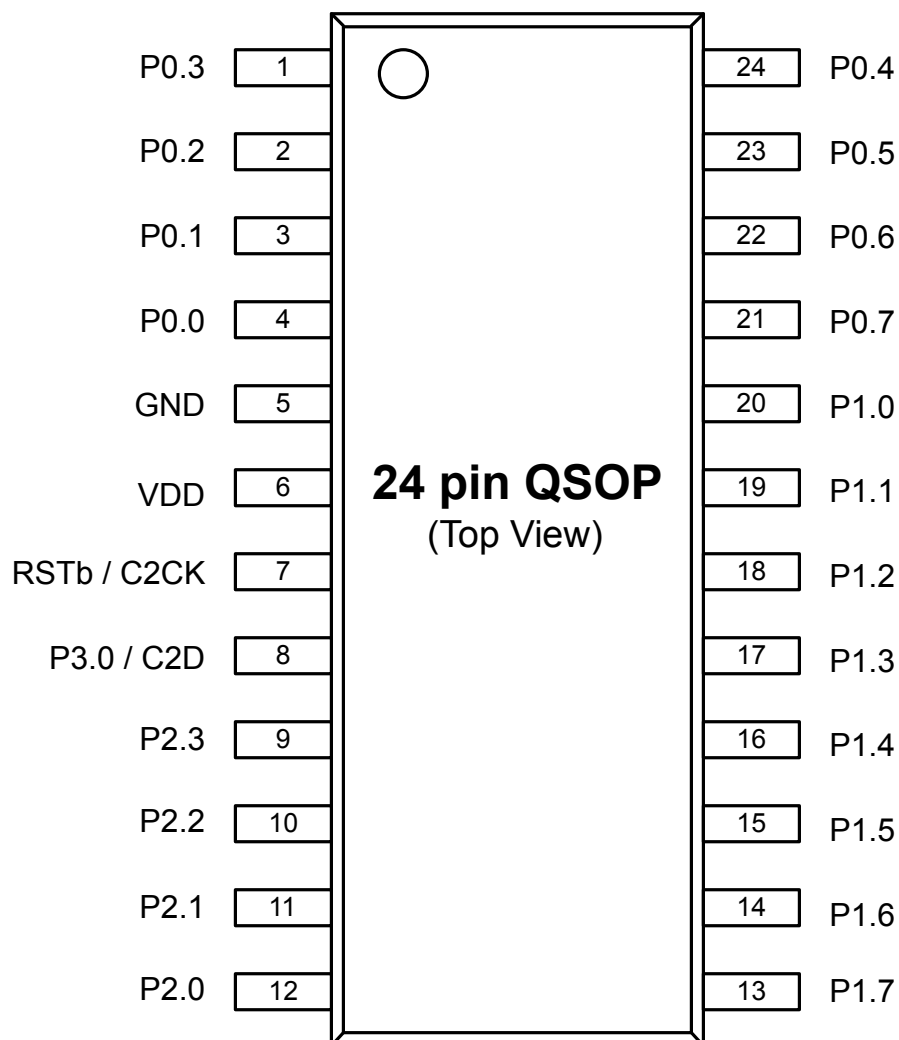 P0.3 1 24 P0.4
P0.2 2 23 P0.5
P0.1 3 22 P0.6
P0.0 4 21 P0.7
GND 5 20 P1.0
VDD 6 24 pin QSOP 19 P1.1
(Top View)
RSTb / C2CK 7 18 P1.2
P3.0 / C2D 8 17 P1.3
P2.3 9 16 P1.4
P2.2 10 15 P1.5
P2.1 11 14 P1.6
P2.0 12 13 P1.7